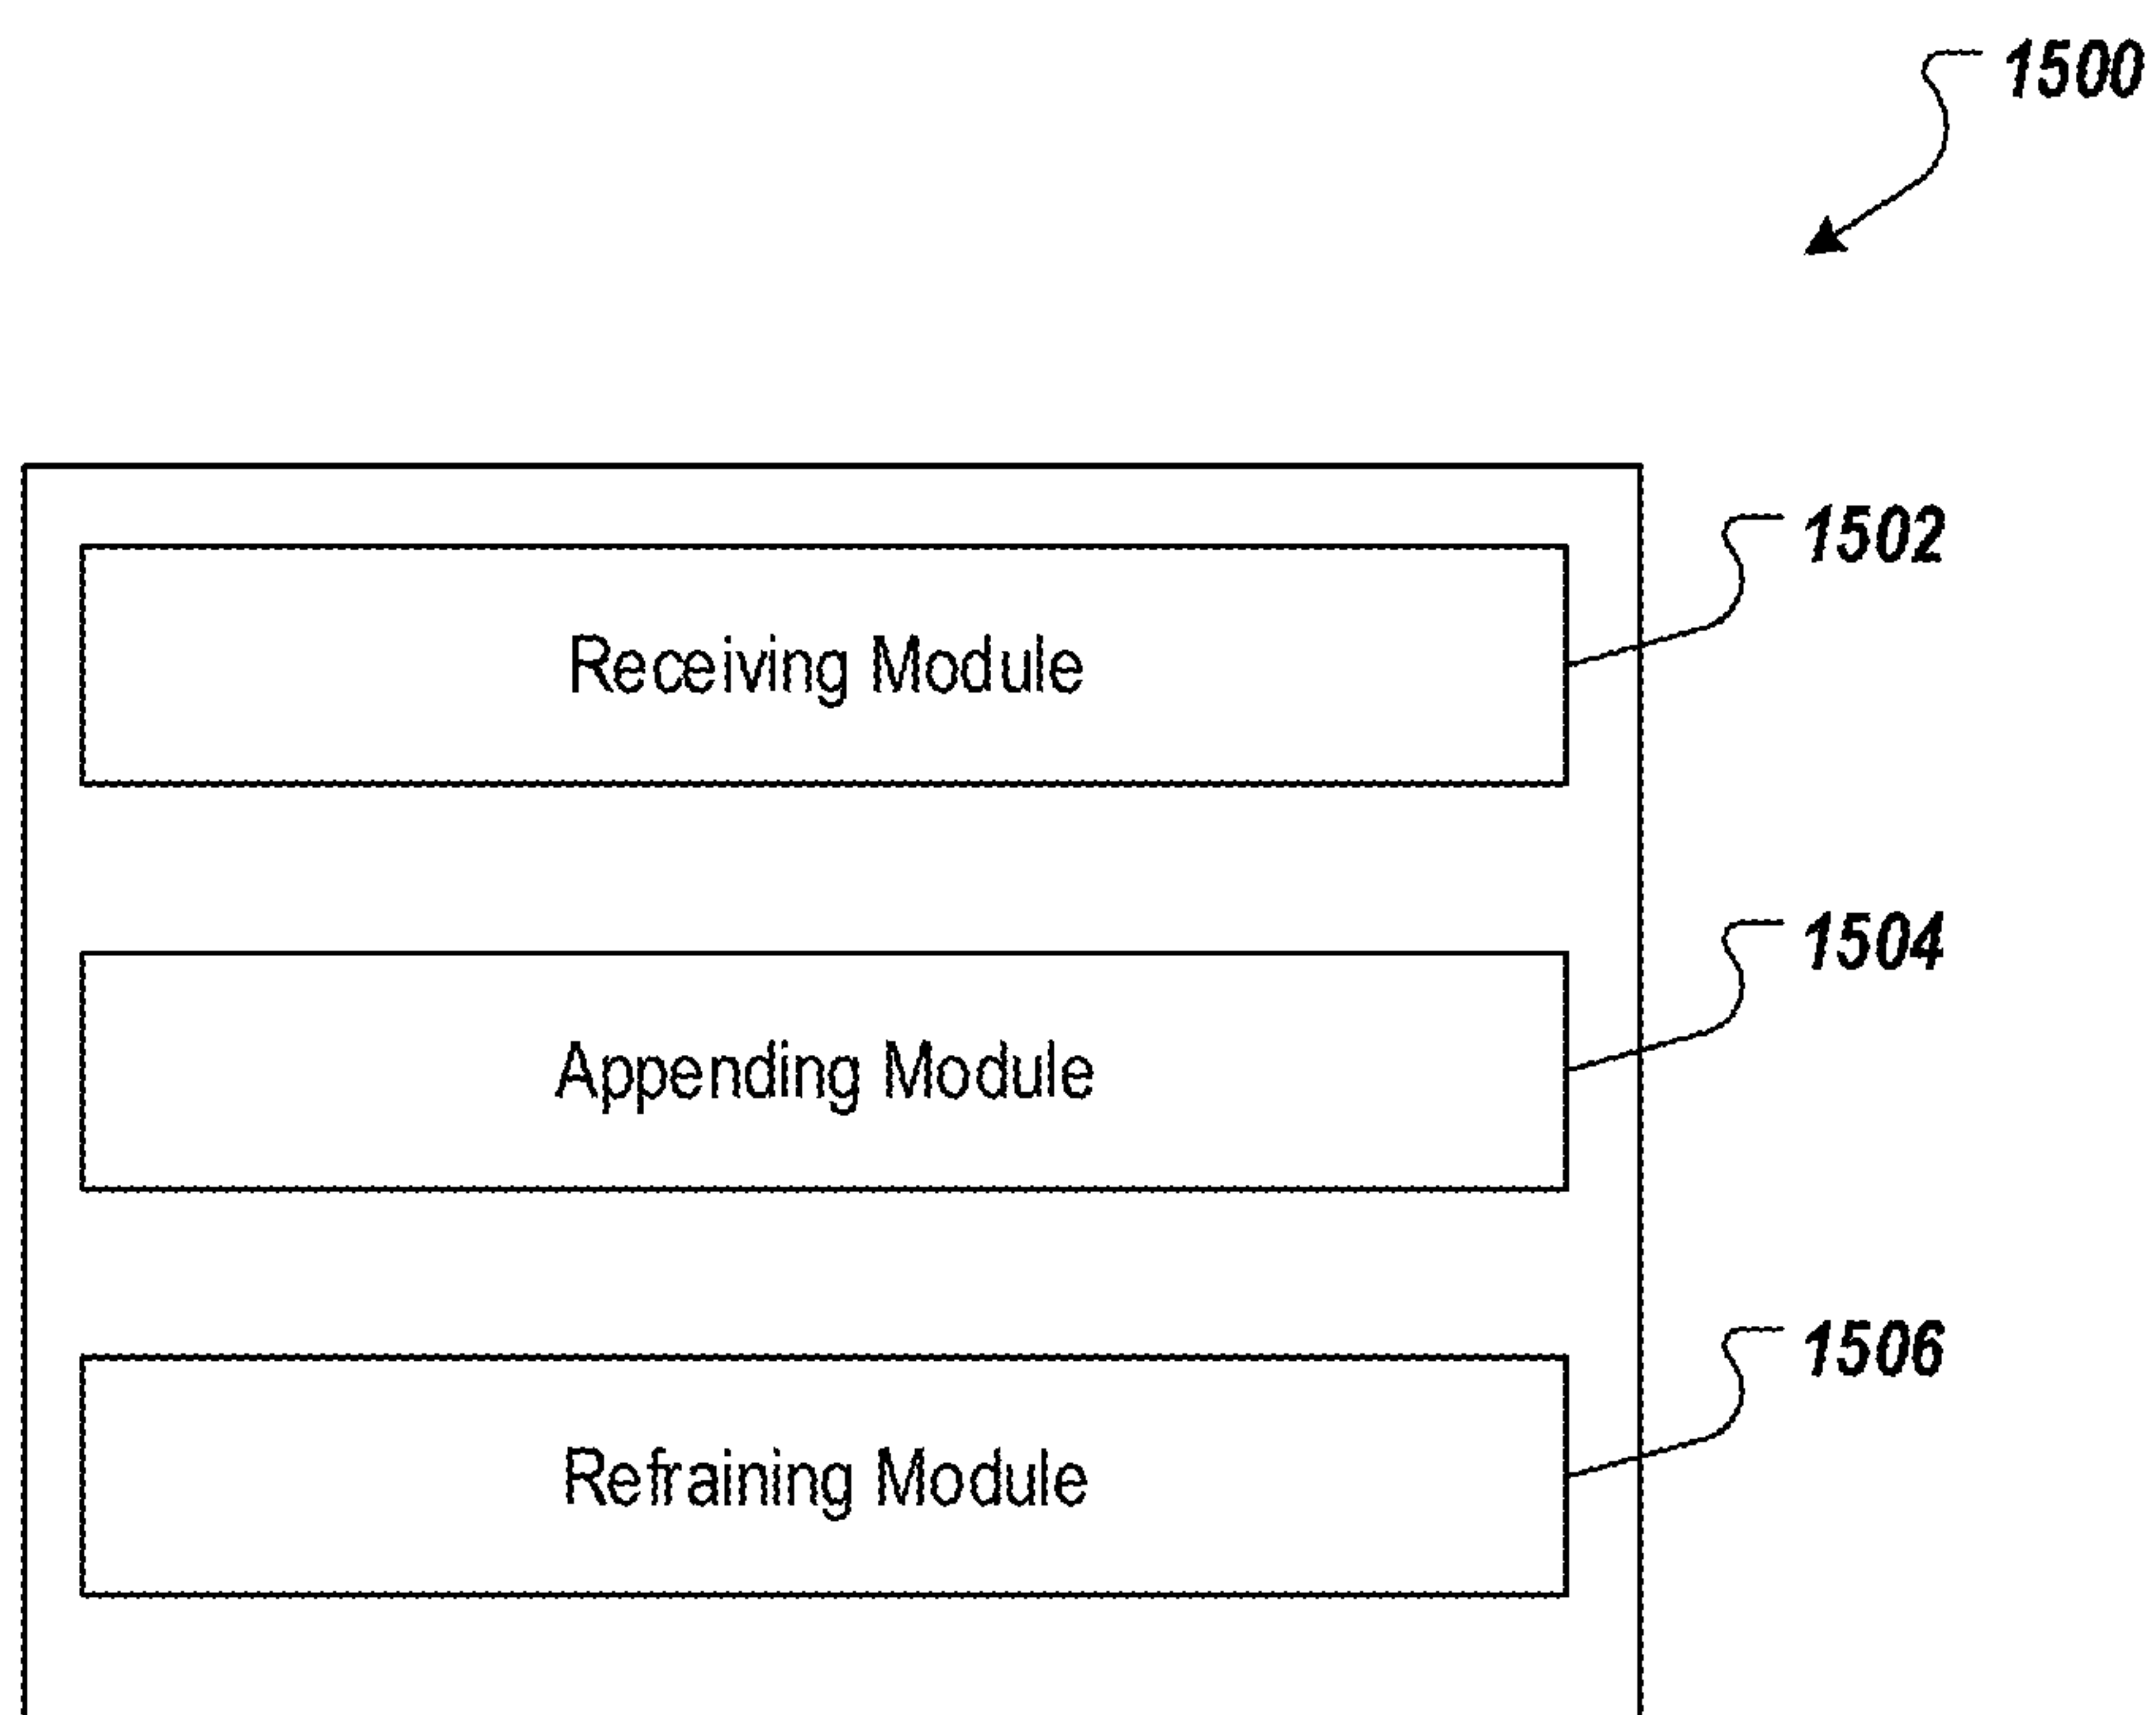 1500
1502
Receiving Module
1504
Appending Module
1506
Refraining Module